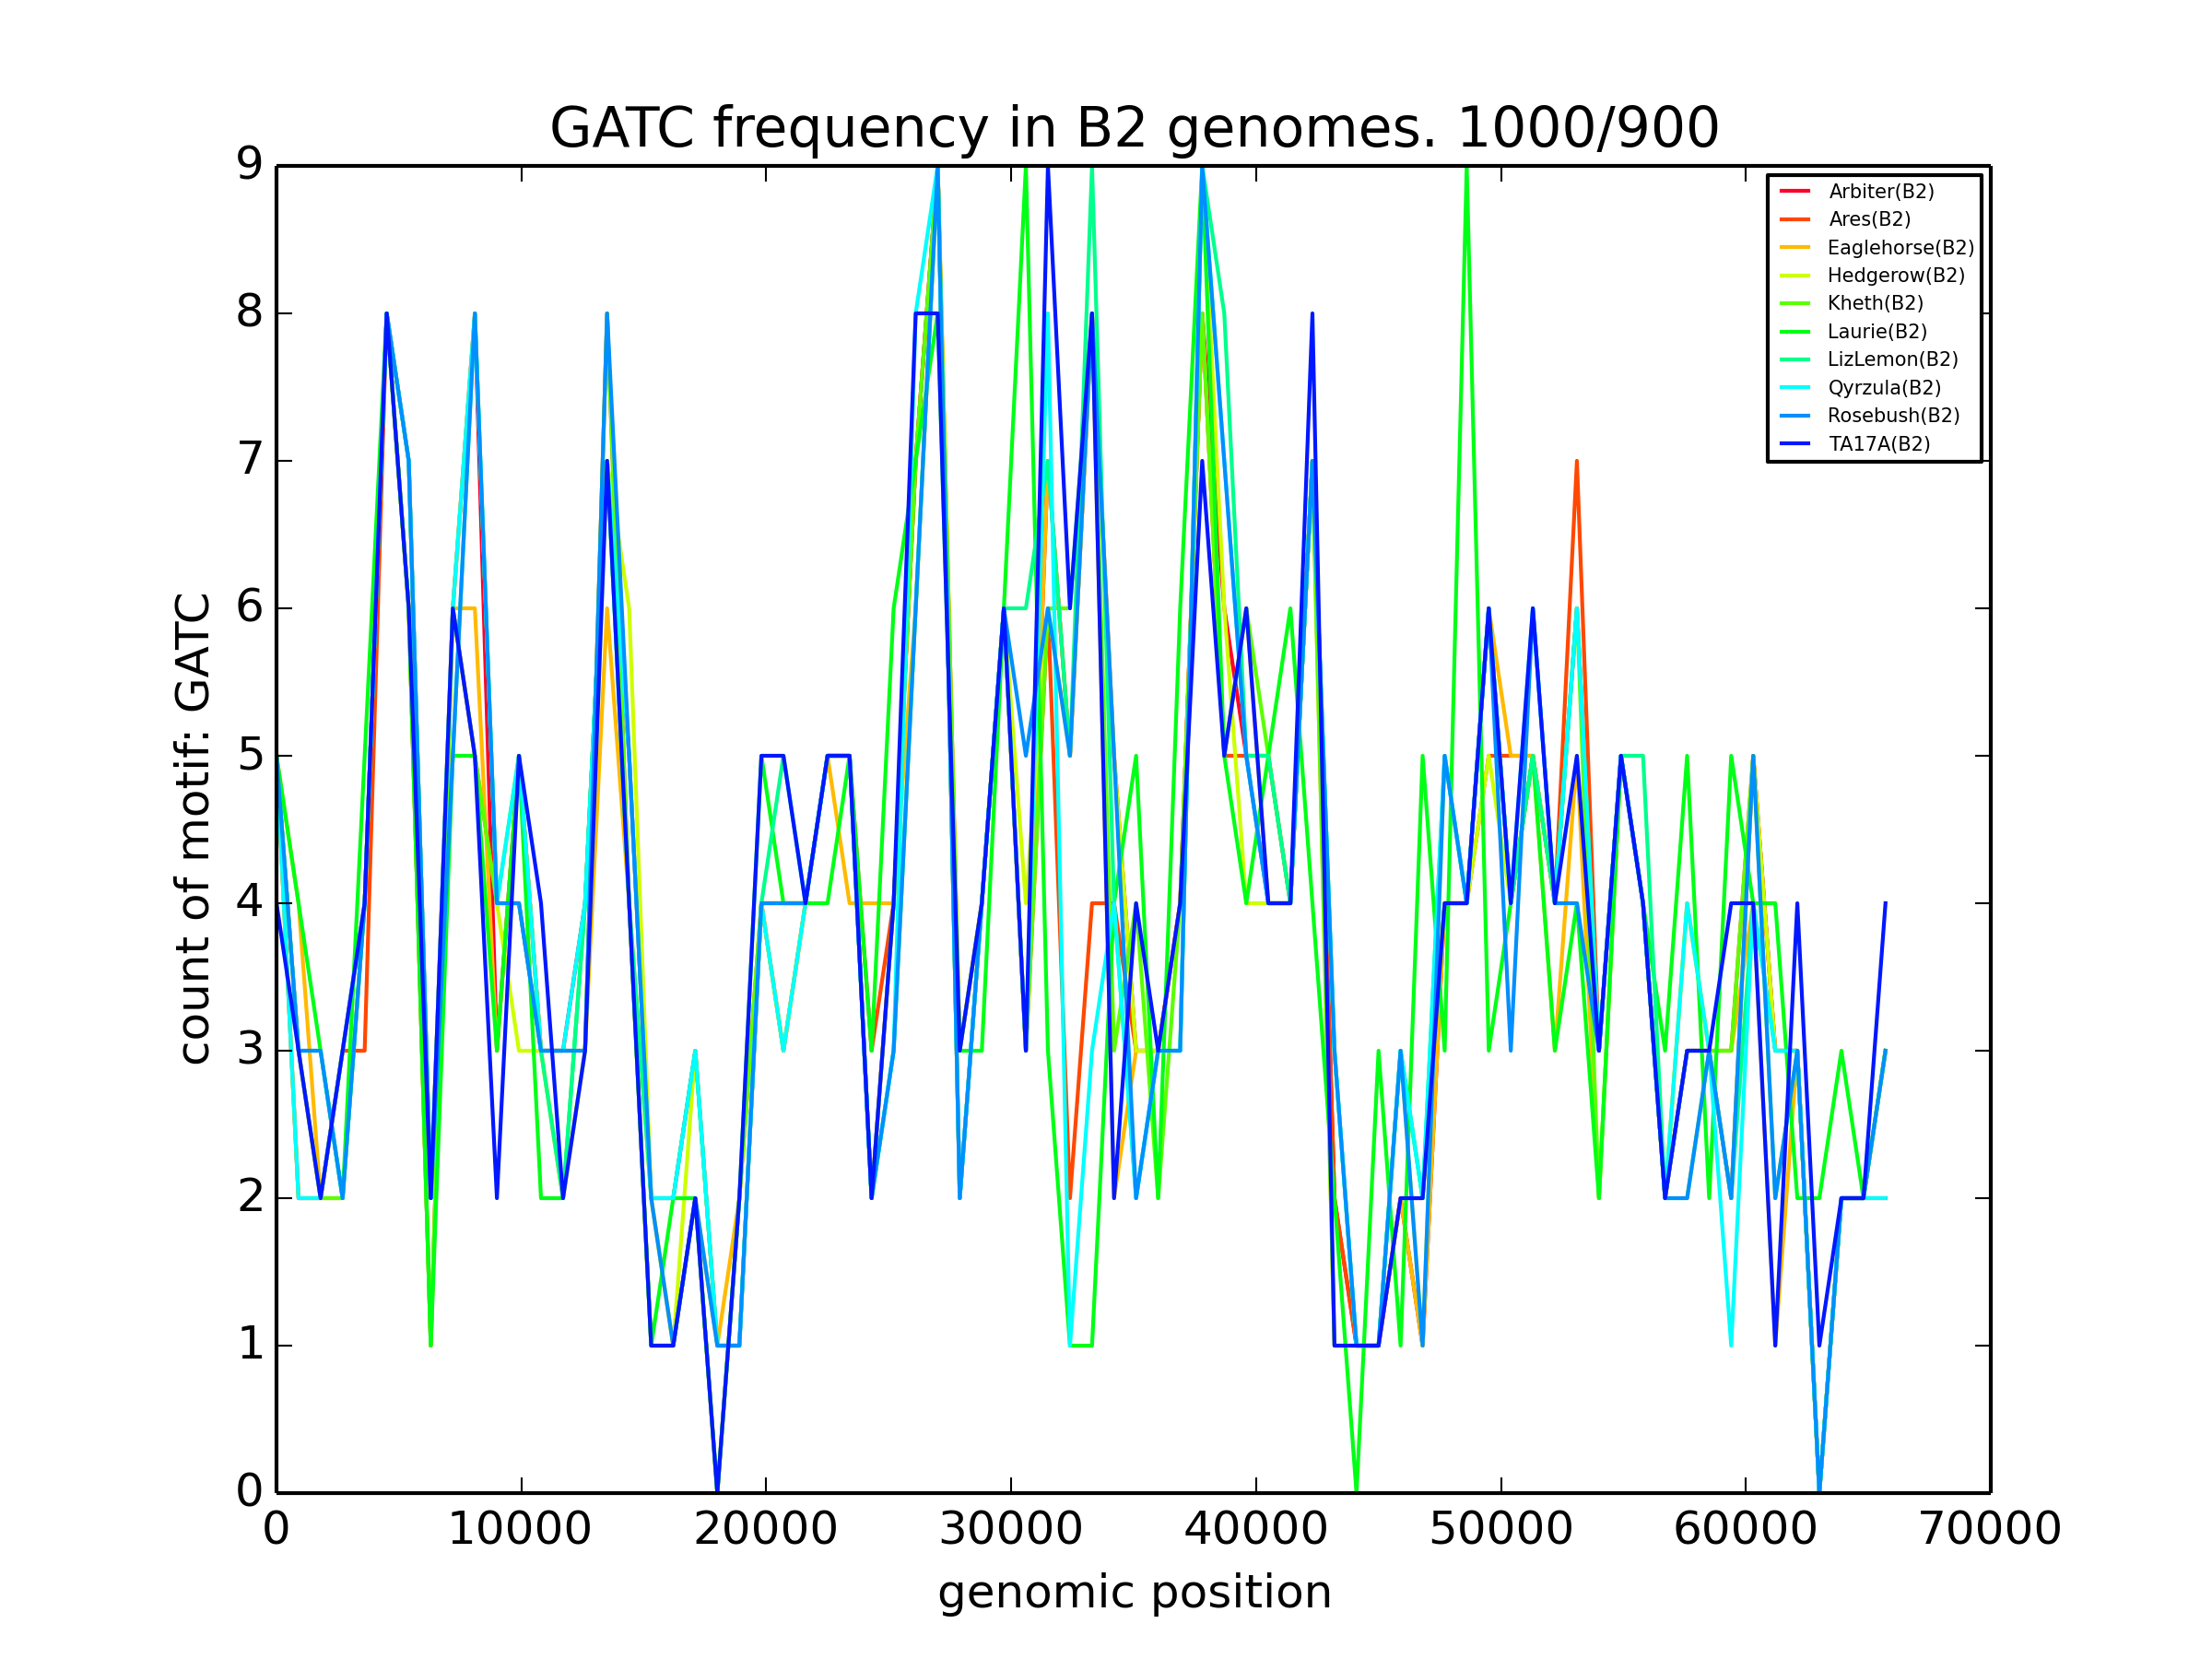 GATC frequency in B2 genomes. 1000/900
9
8
7
6
5
4
3
2
1
0
count of motif: GATC
Arbiter(B2)
Ares(B2)
Eaglehorse(B2)
Hedgerow(B2)
Kheth(B2)
Laurie(B2)
LizLemon(B2)
Qyrzula(B2)
Rosebush(B2)
TA17A(B2)
0 10000 20000 30000 40000 50000 60000 70000
genomic position